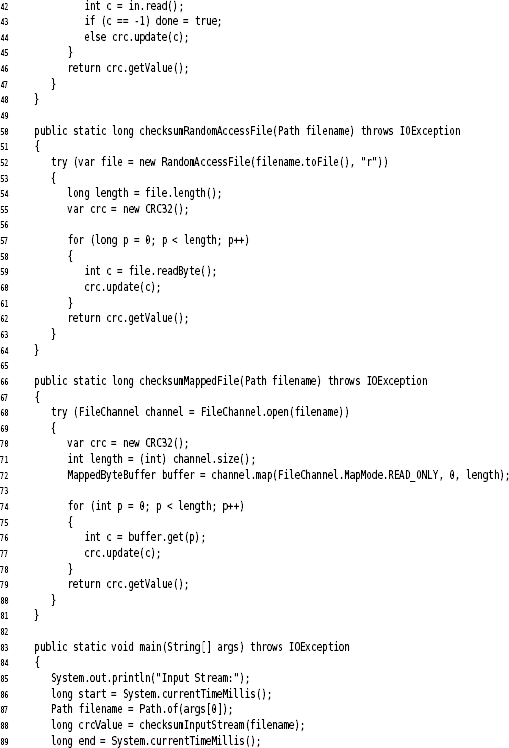 42 int c = in.read();
43 if (c == -1) done = true;
44 else crc.update(c);
45 }
46 return crc.getValue();
47 }
48 }
49
50 public static long checksumRandomAccessFile(Path filename) throws IOException
51 {
52 try (var file = new RandomAccessFile(filename.toFile(), "r"))
53 {
54 long length = file.length();
55 var crc = new CRC32();
56
57 for (long p = 0; p < length; p++)
58 {
59 int c = file.readByte();
60 crc.update(c);
61 }
62 return crc.getValue();
63 }
64 }
65
66 public static long checksumMappedFile(Path filename) throws IOException
67 {
68 try (FileChannel channel = FileChannel.open(filename))
69 {
70 var crc = new CRC32();
71 int length = (int) channel.size();
72 MappedByteBuffer buffer = channel.map(FileChannel.MapMode.READ_ONLY, 0, length);
73
74 for (int p = 0; p < length; p++)
75 {
76 int c = buffer.get(p);
77 crc.update(c);
78 }
79 return crc.getValue();
80 }
81 }
82
83 public static void main(String[] args) throws IOException
84 {
85 System.out.println("Input Stream:");
86 long start = System.currentTimeMillis();
87 Path filename = Path.of(args[0]);
88 long crcValue = checksumInputStream(filename);
89 long end = System.currentTimeMillis();